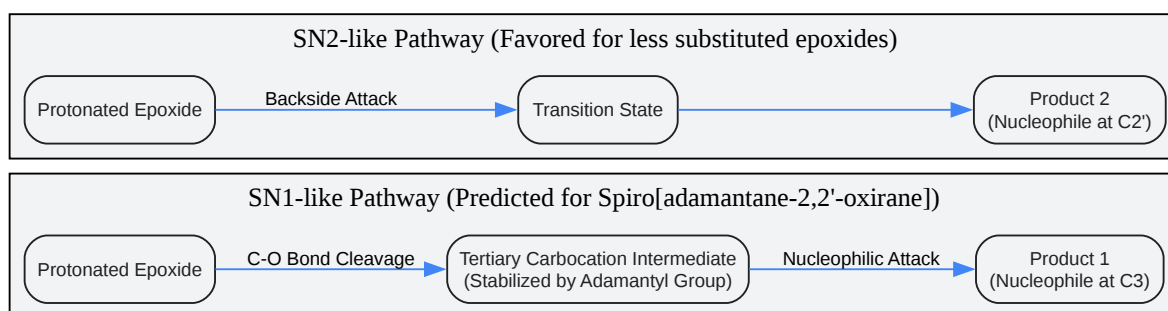 SN2-like Pathway (Favored for less substituted epoxides)
Protonated Epoxide
Backside Attack
Transition State
Product 2
(Nucleophile at C2')
SN1-like Pathway (Predicted for Spiro[adamantane-2,2'-oxirane])
Protonated Epoxide
C-O Bond Cleavage
Tertiary Carbocation Intermediate
(Stabilized by Adamantyl Group)
Nucleophilic Attack
Product 1
(Nucleophile at C3)